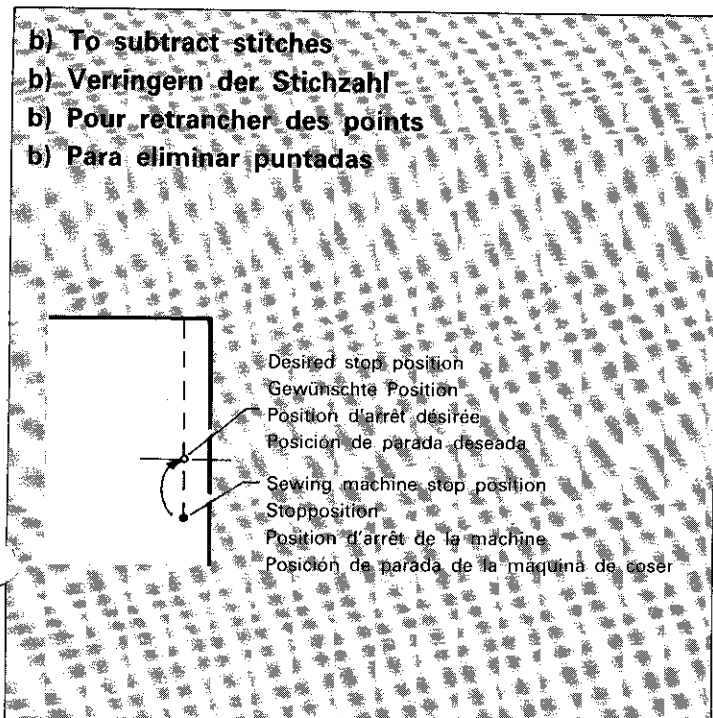 b) To subtract stitches
b) Verringern der Stichzahl
b) Pour retrancher des points
b) Para eliminar puntadas
Desired stop position
Gewünschte Position
Position d'arrêt désirée
Posición de parada deseada
Sewing machine stop position
Stopposition
Position d'arrêt de la machine
Posición de parada de la máquina de coser